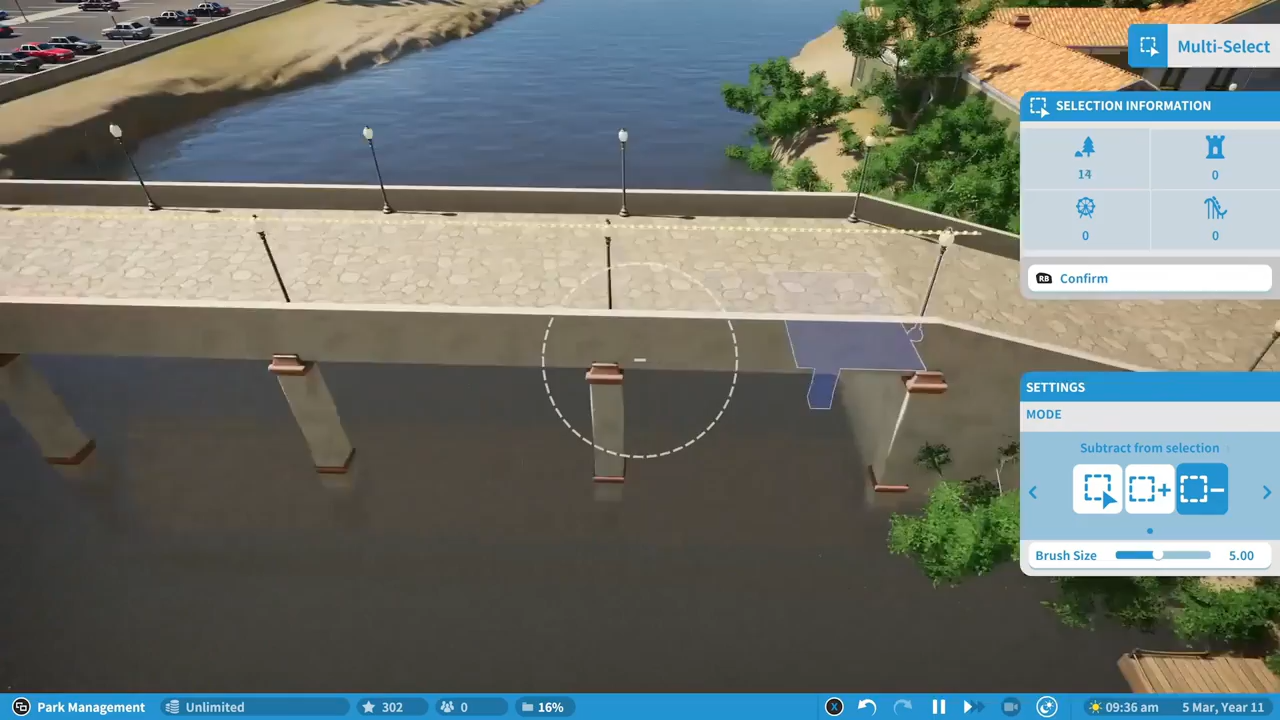 Multi-Select
SELECTION INFORMATION
14
0
0
0
RB Confirm
SETTINGS
MODE
Subtract from selection
Brush Size 5.00
Park Management
Unlimited
302
0
16%
X
09:36 am
5 Mar, Year 11